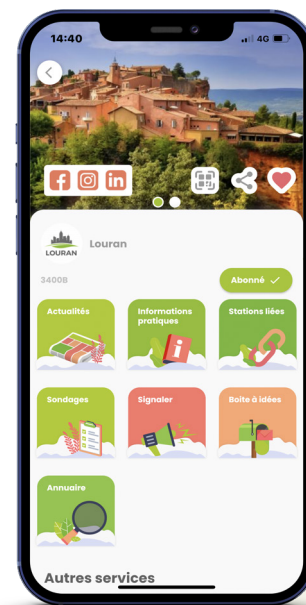 14:40
4G
LOURAN
Louran
34008
Abonné
Actualités
Informations
pratiques
Stations liées
Sondages
Signaler
Boîte à idées
Annuaire
Autres services